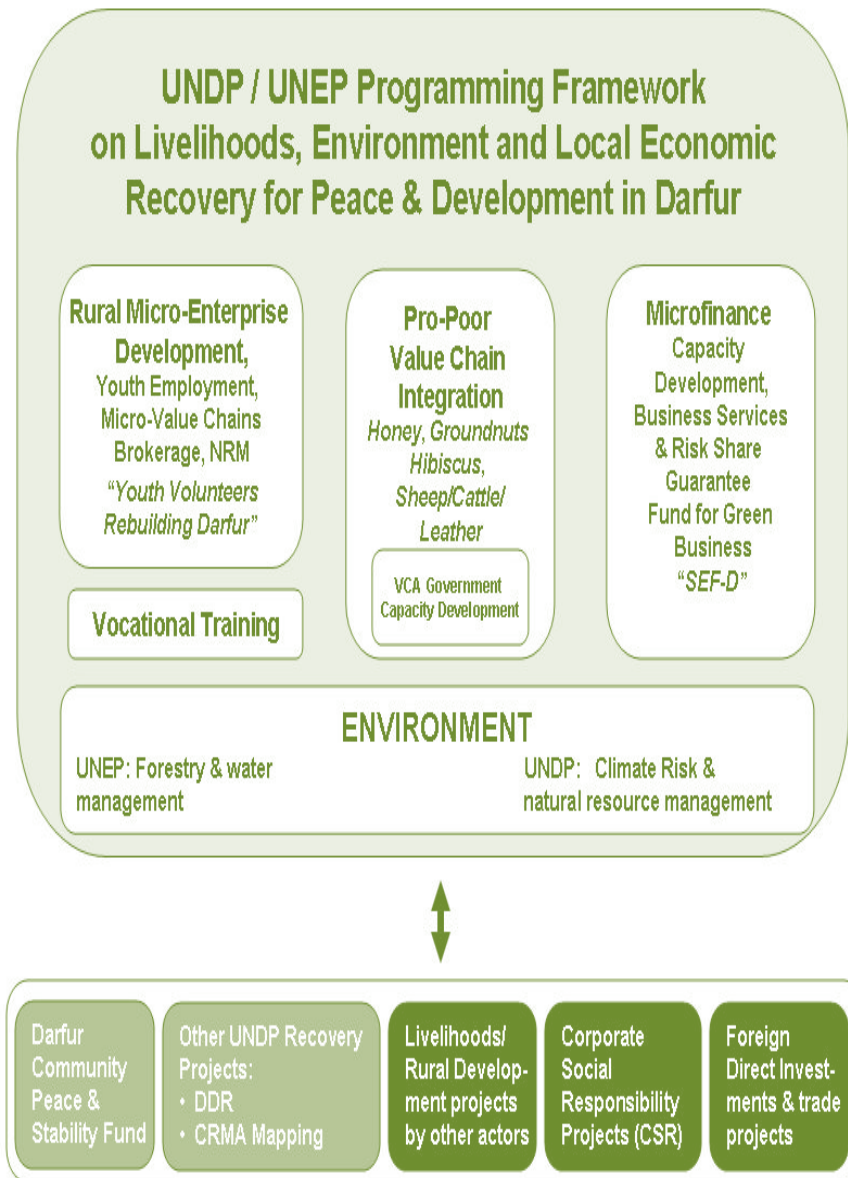 UNDP / UNEP Programming Framework
on Livelihoods, Environment and Local Economic
Recovery for Peace & Development in Darfur
Rural Micro-Enterprise
Development,
Youth Employment,
Micro-Value Chains
Brokerage, NRM
“Youth Volunteers
Rebuilding Darfur”
Vocational Training
Pro-Poor
Value Chain
Integration
Honey, Groundnuts
Hibiscus,
Sheep/Cattle/
Leather
VCA Government
Capacity Development
Microfinance
Capacity
Development,
Business Services
& Risk Share
Guarantee
Fund for Green
Business
“SEF-D”
ENVIRONMENT
UNEP: Forestry & water
management
UNDP: Climate Risk &
natural resource management
Darfur
Community
Peace &
Stability Fund
Other UNDP Recovery
Projects:
• DDR
• CRMA Mapping
Livelihoods/
Rural Develop-
ment projects
by other actors
Corporate
Social
Responsibility
Projects (CSR)
Foreign
Direct Invest-
ments & trade
projects